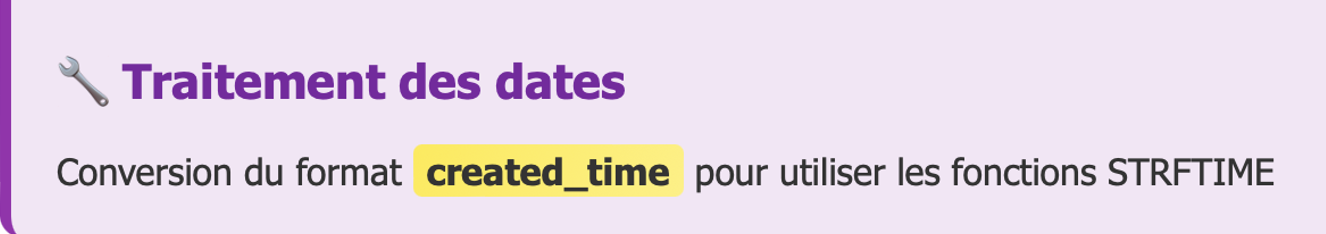 Traitement des dates
Conversion du format created_time pour utiliser les fonctions STRFTIME